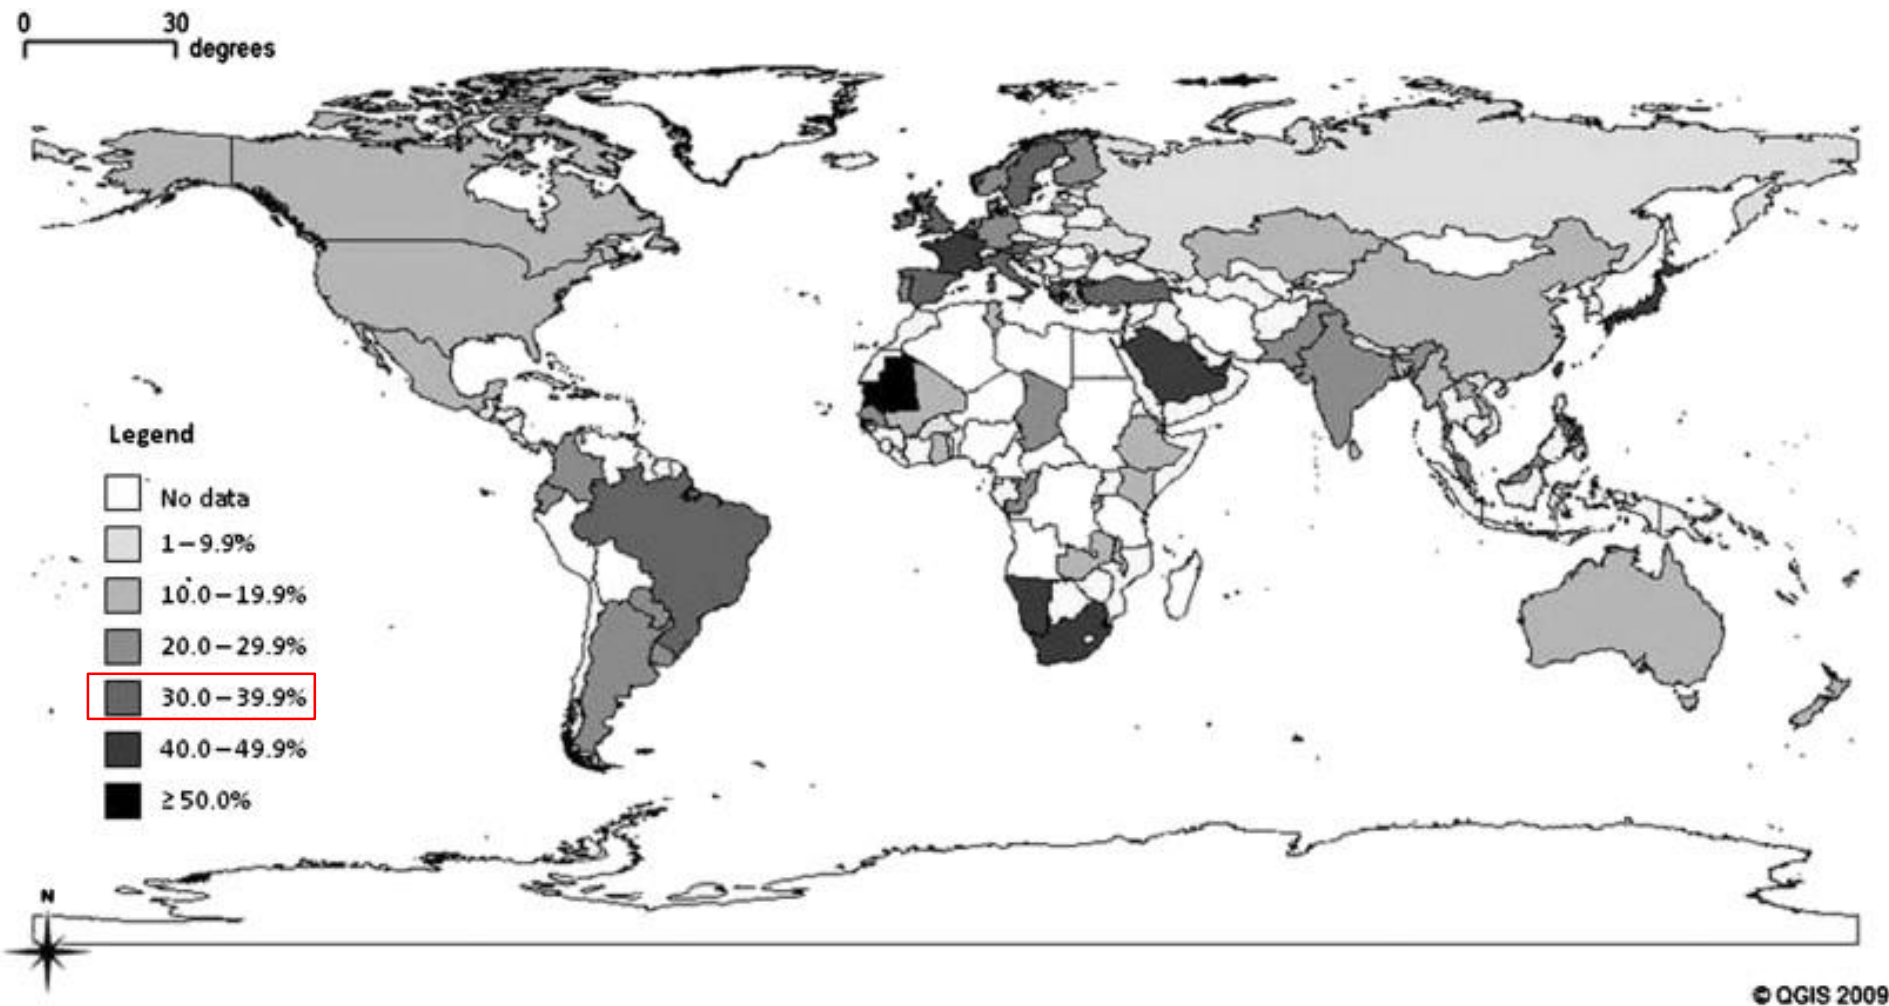 0 30
degrees
Legend
No data
1–9.9%
10.0–19.9%
20.0–29.9%
30.0–39.9%
40.0–49.9%
≥50.0%
N
© QGIS 2009